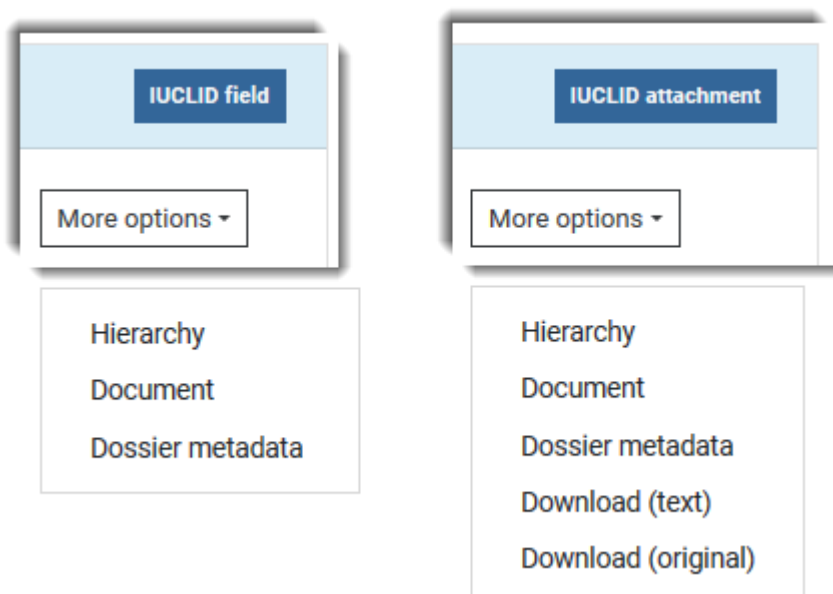 IUCLID field
More options
Hierarchy
Document
Dossier metadata
IUCLID attachment
More options
Hierarchy
Document
Dossier metadata
Download (text)
Download (original)